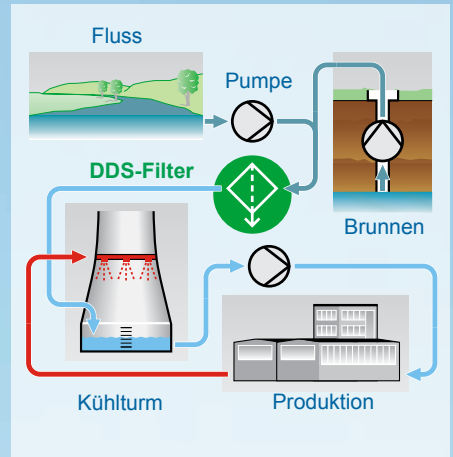 Fluss
Pumpe
DDS-Filter
Brunnen
Kühlturm
Produktion